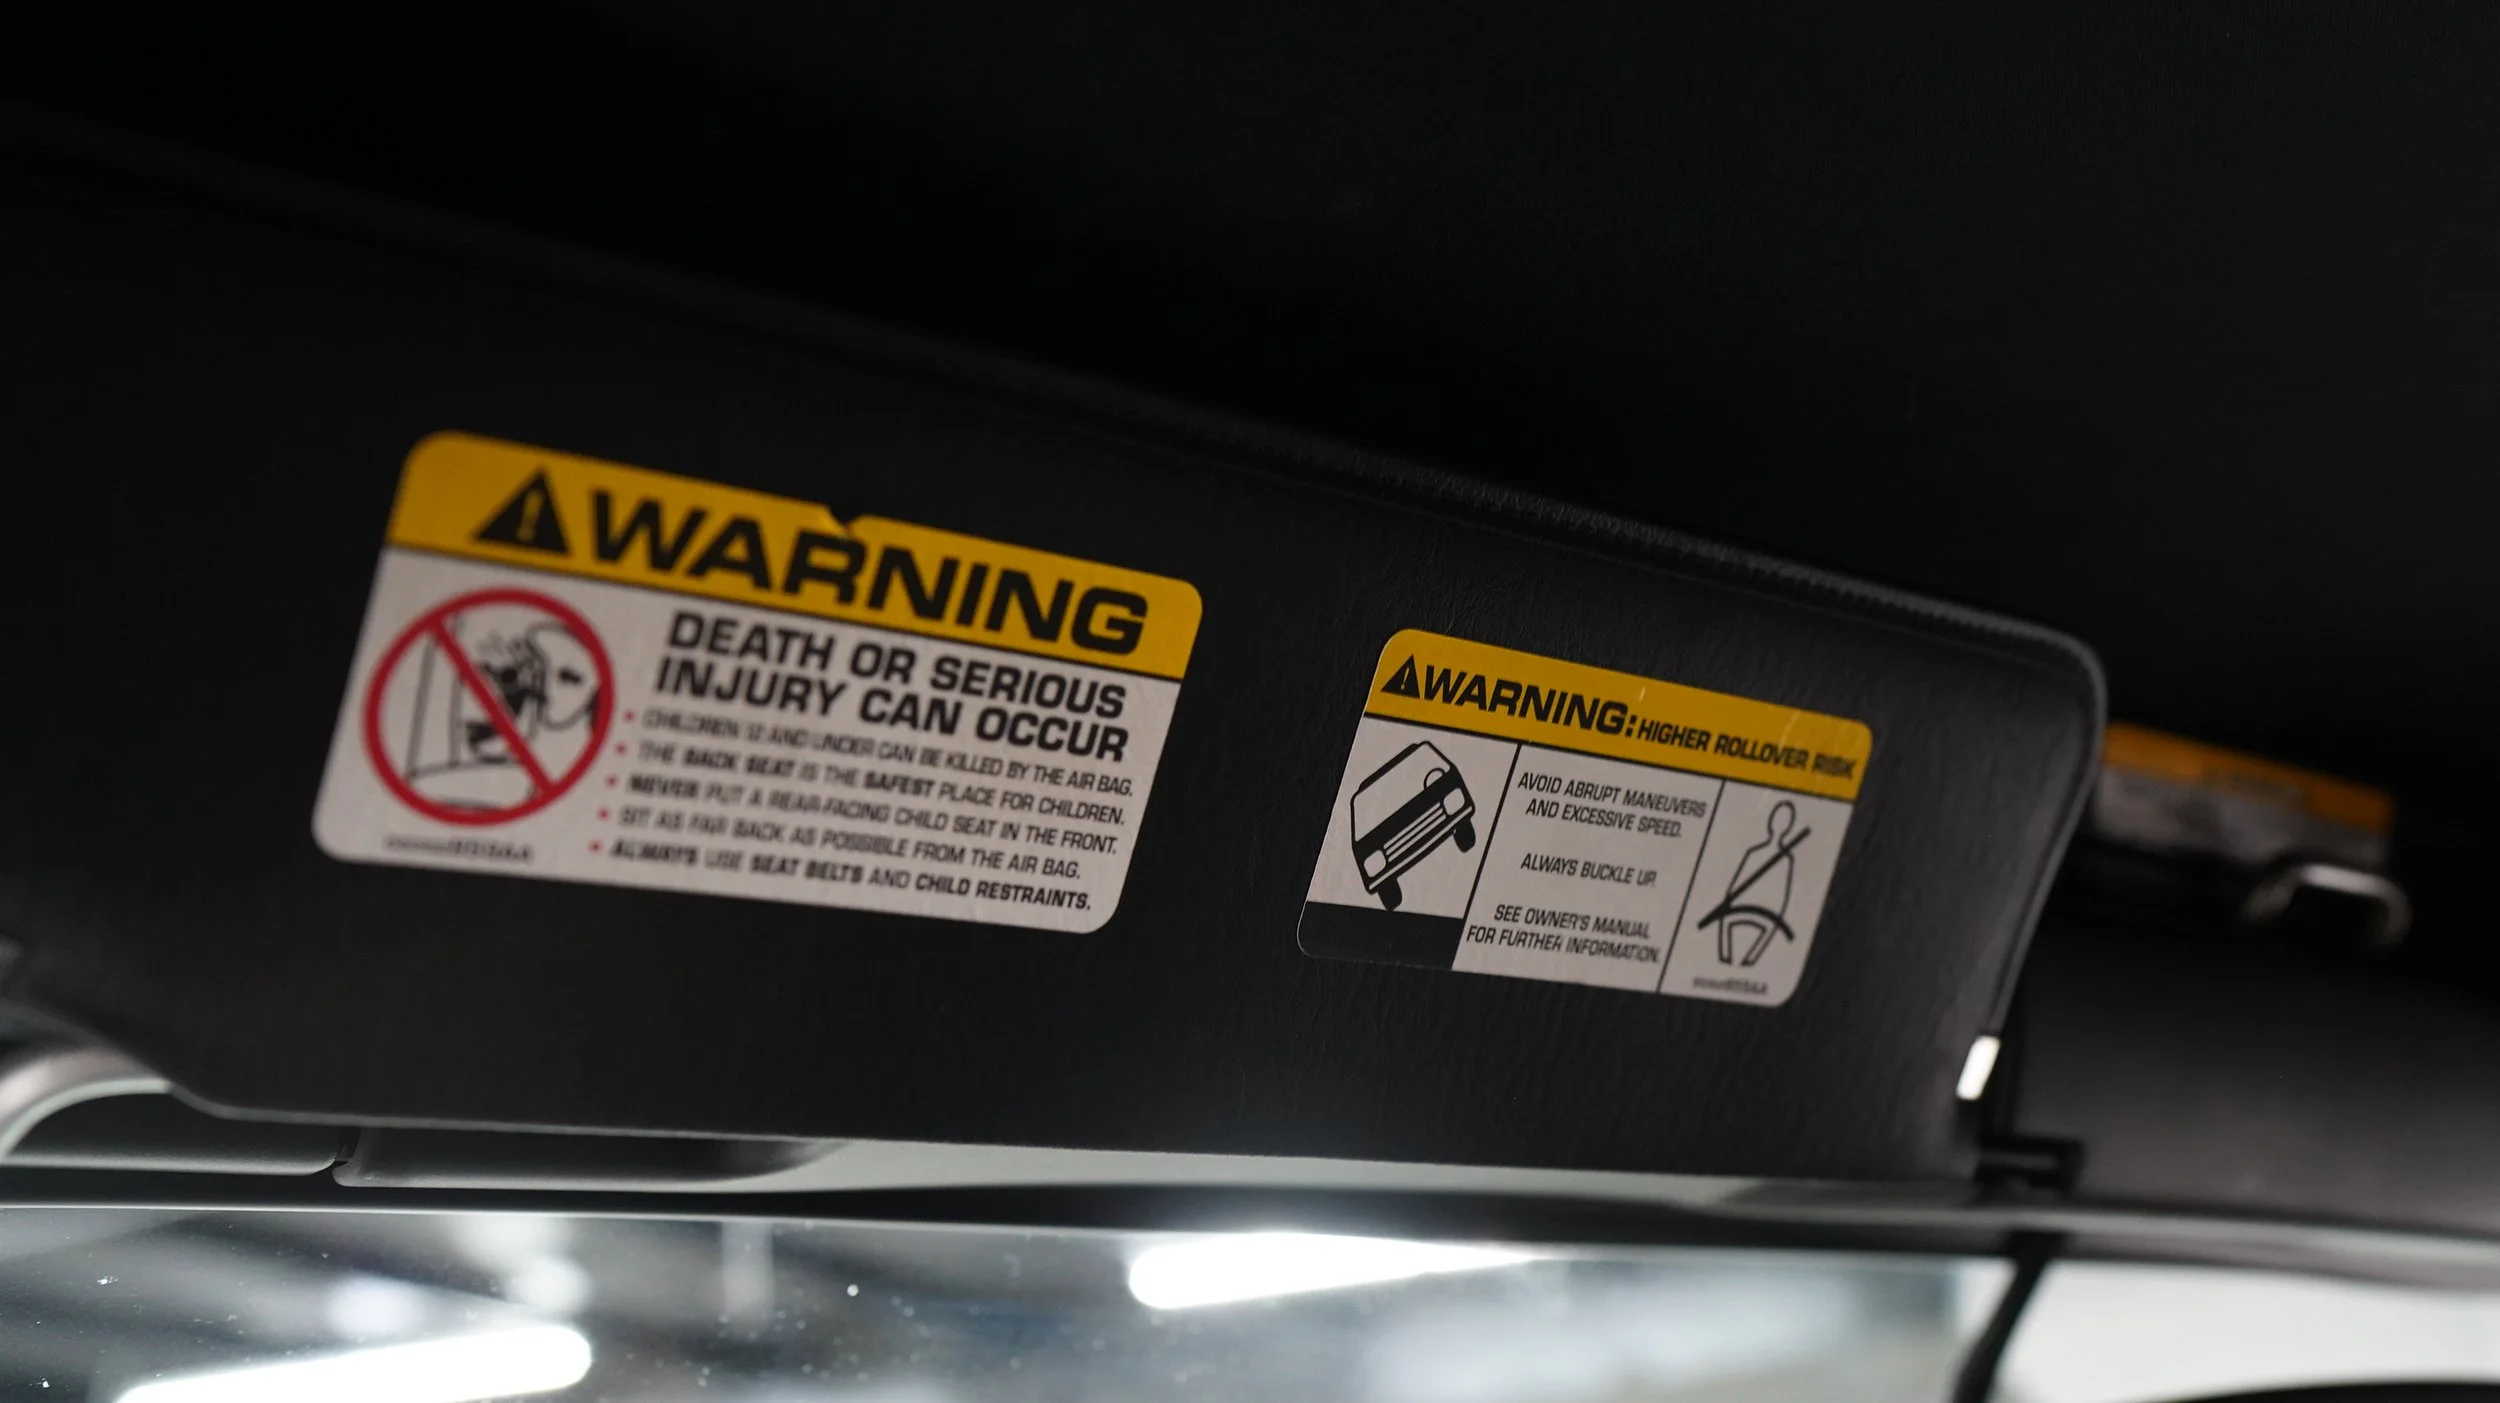 WARNING
DEATH OR SERIOUS
INJURY CAN OCCUR
• CHILDREN 12 AND UNDER CAN BE KILLED BY THE AIR BAG.
• THE BACK SEAT IS THE SAFEST PLACE FOR CHILDREN.
• NEVER PUT A REAR-FACING CHILD SEAT IN THE FRONT.
• SIT AS FAR BACK AS POSSIBLE FROM THE AIR BAG.
• ALWAYS USE SEAT BELTS AND CHILD RESTRAINTS.
WARNING: HIGHER ROLLOVER RISK
AVOID ABRUPT MANEUVERS
AND EXCESSIVE SPEED.
ALWAYS BUCKLE UP.
SEE OWNER'S MANUAL
FOR FURTHER INFORMATION.